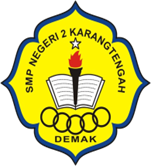 SMP NEGERI 2 KARANGTENGAH
DEMAK